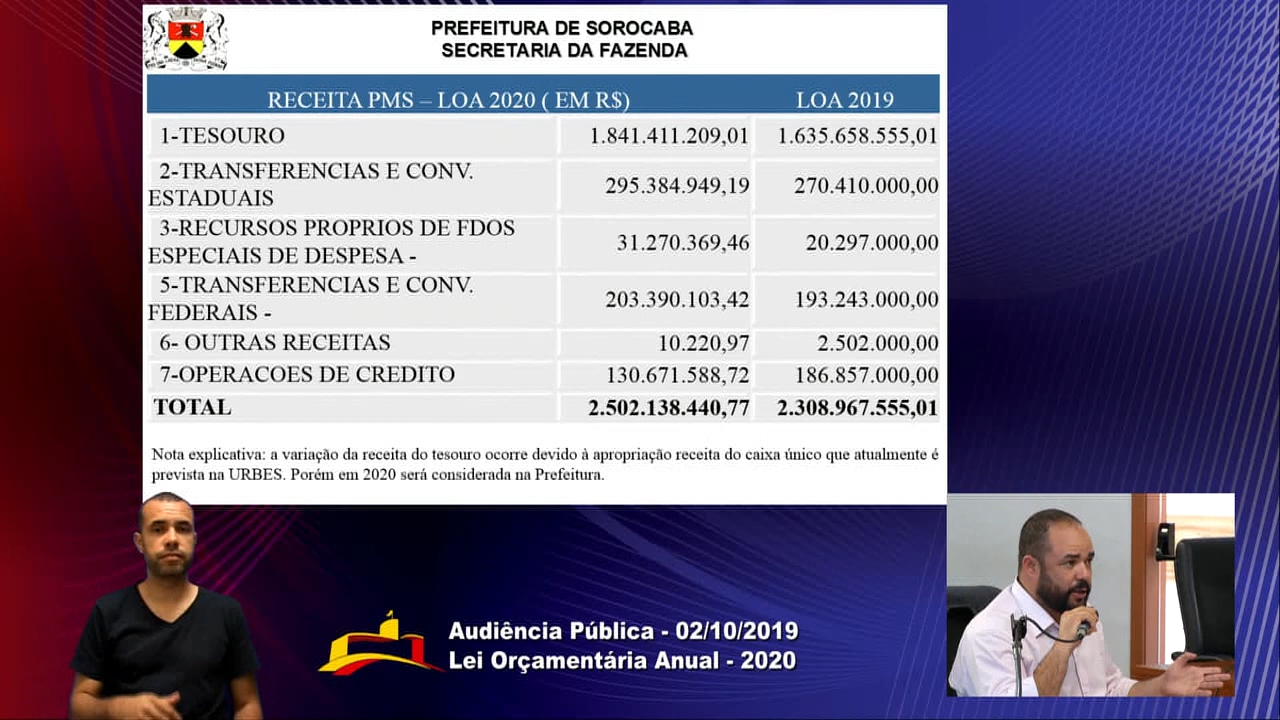 PREFEITURA DE SOROCABA
SECRETARIA DA FAZENDA
RECEITA PMS – LOA 2020 ( EM R$) LOA 2019
1-TESOURO 1.841.411.209,01 1.635.658.555,01
2-TRANSFERENCIAS E CONV.
ESTADUAIS 295.384.949,19 270.410.000,00
3-RECURSOS PROPRIOS DE FDOS
ESPECIAIS DE DESPESA - 31.270.369,46 20.297.000,00
5-TRANSFERENCIAS E CONV.
FEDERAIS - 203.390.103,42 193.243.000,00
6- OUTRAS RECEITAS 10.220,97 2.502.000,00
7-OPERACOES DE CREDITO 130.671.588,72 186.857.000,00
TOTAL 2.502.138.440,77 2.308.967.555,01
Nota explicativa: a variação da receita do tesouro ocorre devido à apropriação receita do caixa único que atualmente é
prevista na URBES. Porém em 2020 será considerada na Prefeitura.
Audiência Pública - 02/10/2019
Lei Orçamentária Anual - 2020